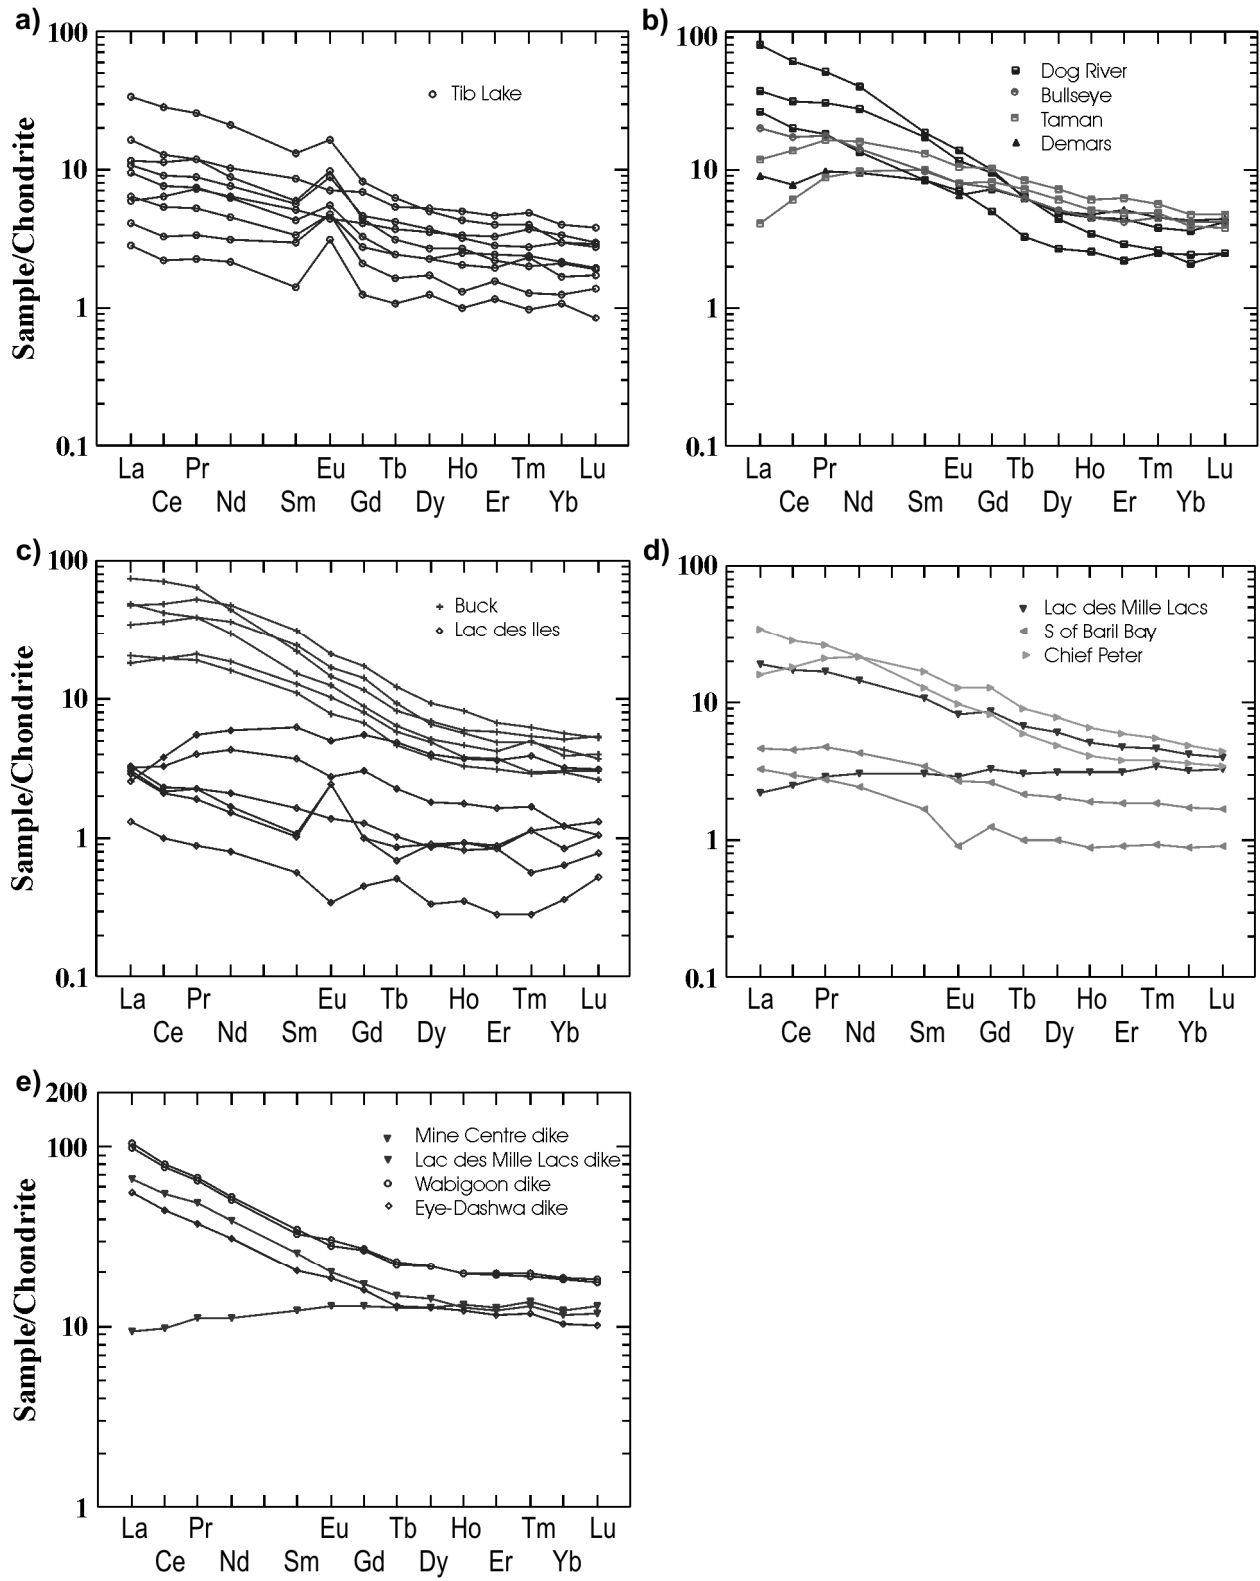 a)
100
10
1
0.1
Sample/Chondrite
Tib Lake
La Pr Eu Tb Ho Tm Lu
Ce Nd Sm Gd Dy Er Yb
b)
100
10
1
0.1
Dog River
Bullseye
Taman
Demars
La Pr Eu Tb Ho Tm Lu
Ce Nd Sm Gd Dy Er Yb
c)
100
10
1
0.1
Sample/Chondrite
Buck
Lac des Iles
La Pr Eu Tb Ho Tm Lu
Ce Nd Sm Gd Dy Er Yb
d)
100
10
1
0.1
Lac des Mille Lacs
S of Baril Bay
Chief Peter
La Pr Eu Tb Ho Tm Lu
Ce Nd Sm Gd Dy Er Yb
e)
200
100
10
1
Sample/Chondrite
Mine Centre dike
Lac des Mille Lacs dike
Wabigoon dike
Eye-Dashwa dike
La Pr Eu Tb Ho Tm Lu
Ce Nd Sm Gd Dy Er Yb